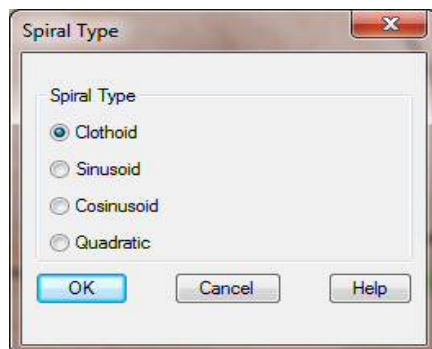 Spiral Type
Spiral Type
Clothoid
Sinusoid
Cosinusoid
Quadratic
OK Cancel Help